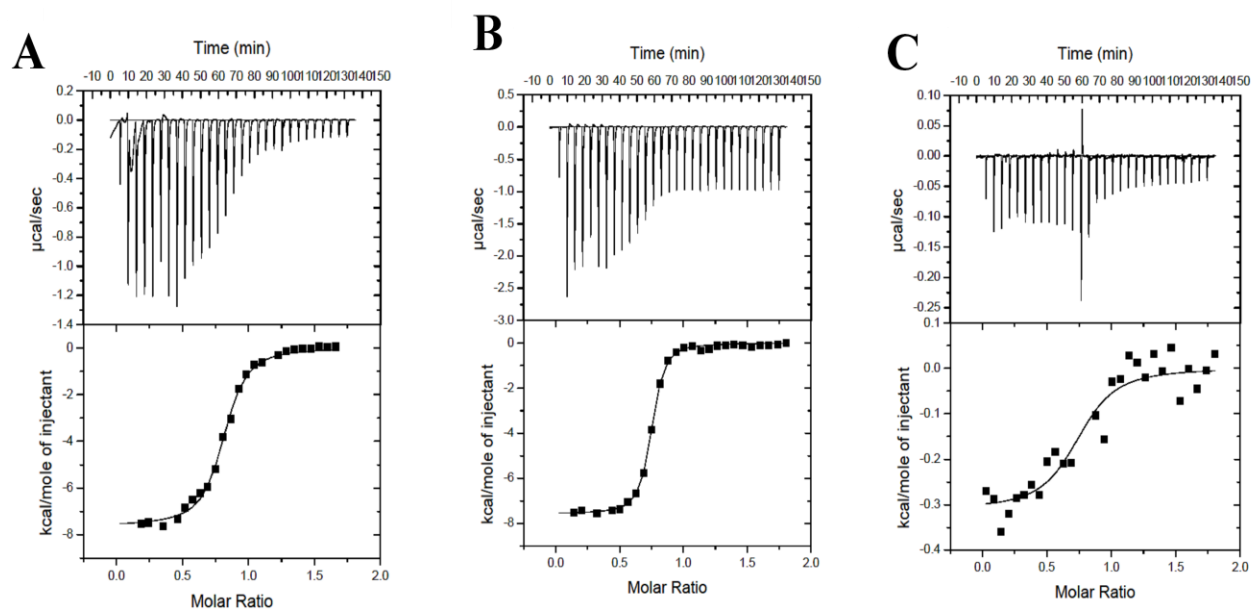 A
Time (min)
-10 0 10 20 30 40 50 60 70 80 90 100 110 120 130 140 150
0.2
0.0
-0.2
-0.4
-0.6
-0.8
-1.0
-1.2
-1.4
µcal/sec
0
-2
-4
-6
-8
kcal/mole of injectant
0.0 0.5 1.0 1.5 2.0
Molar Ratio
B
Time (min)
-10 0 10 20 30 40 50 60 70 80 90 100 110 120 130 140 150
0.5
0.0
-0.5
-1.0
-1.5
-2.0
-2.5
-3.0
µcal/sec
0
-2
-4
-6
-8
kcal/mole of injectant
0.0 0.5 1.0 1.5 2.0
Molar Ratio
C
Time (min)
-10 0 10 20 30 40 50 60 70 80 90 100 110 120 130 140 150
0.10
0.05
0.00
-0.05
-0.10
-0.15
-0.20
-0.25
µcal/sec
0.1
0.0
-0.1
-0.2
-0.3
-0.4
kcal/mole of injectant
0.0 0.5 1.0 1.5 2.0
Molar Ratio